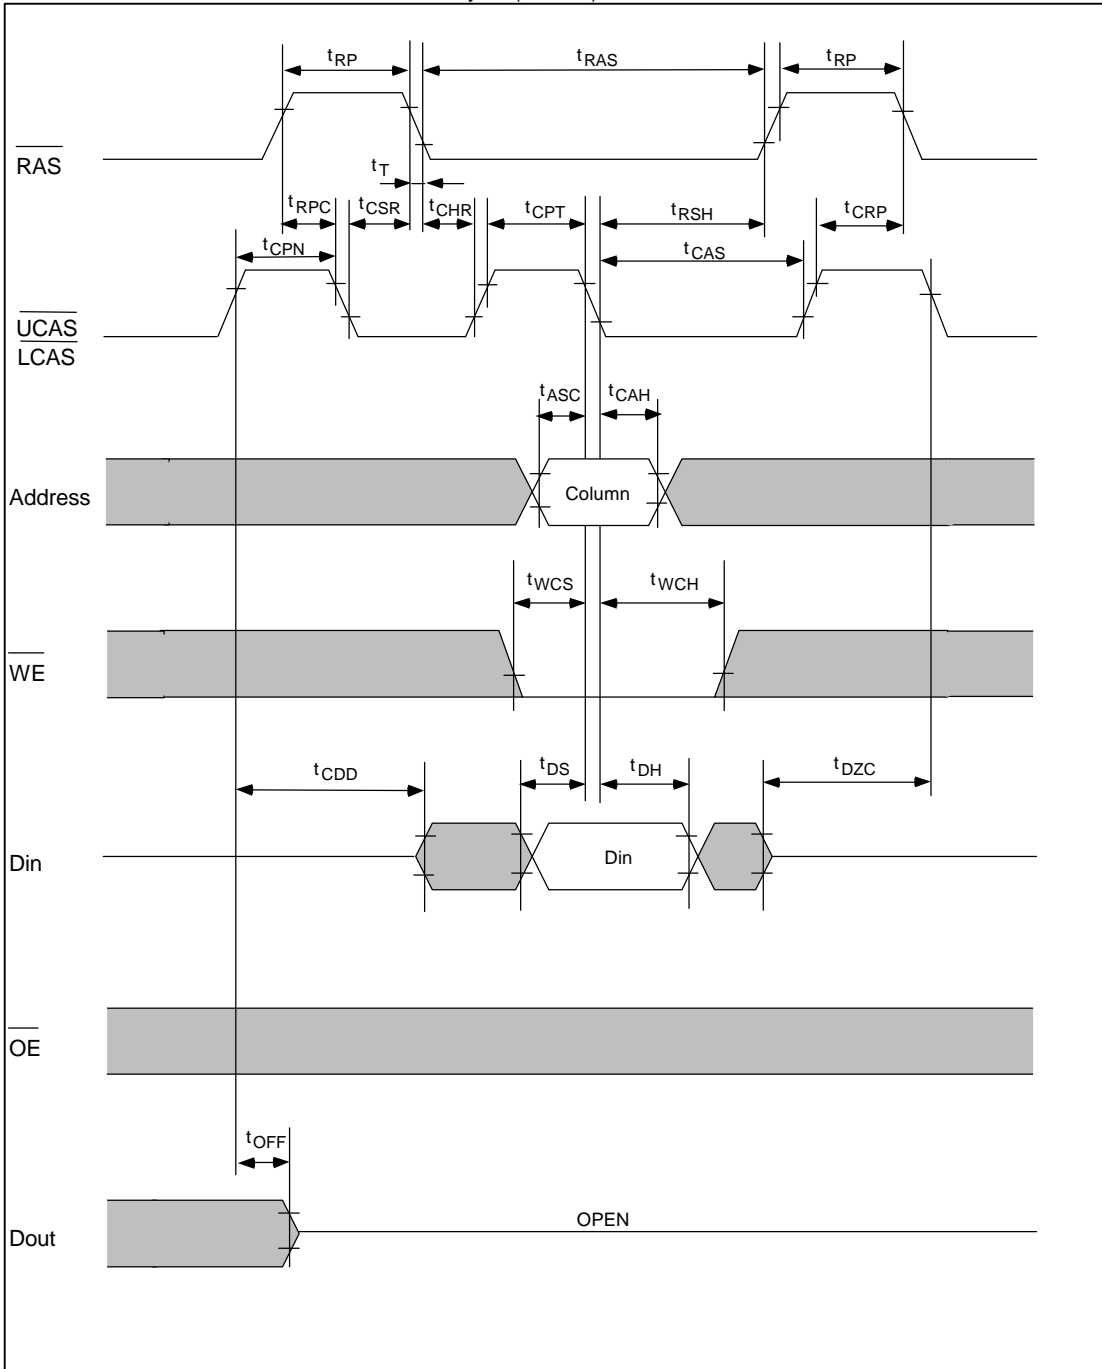 tRP tRAS tRP
RAS
tT
tRPC tCSR tCHR tCPT tRSH tCRP
tCPN tCAS
UCAS
LCAS
tASC tCAH
Address Column
tWCS tWCH
WE
tCDD tDS tDH tDZC
Din Din
OE
tOFF
OPEN
Dout